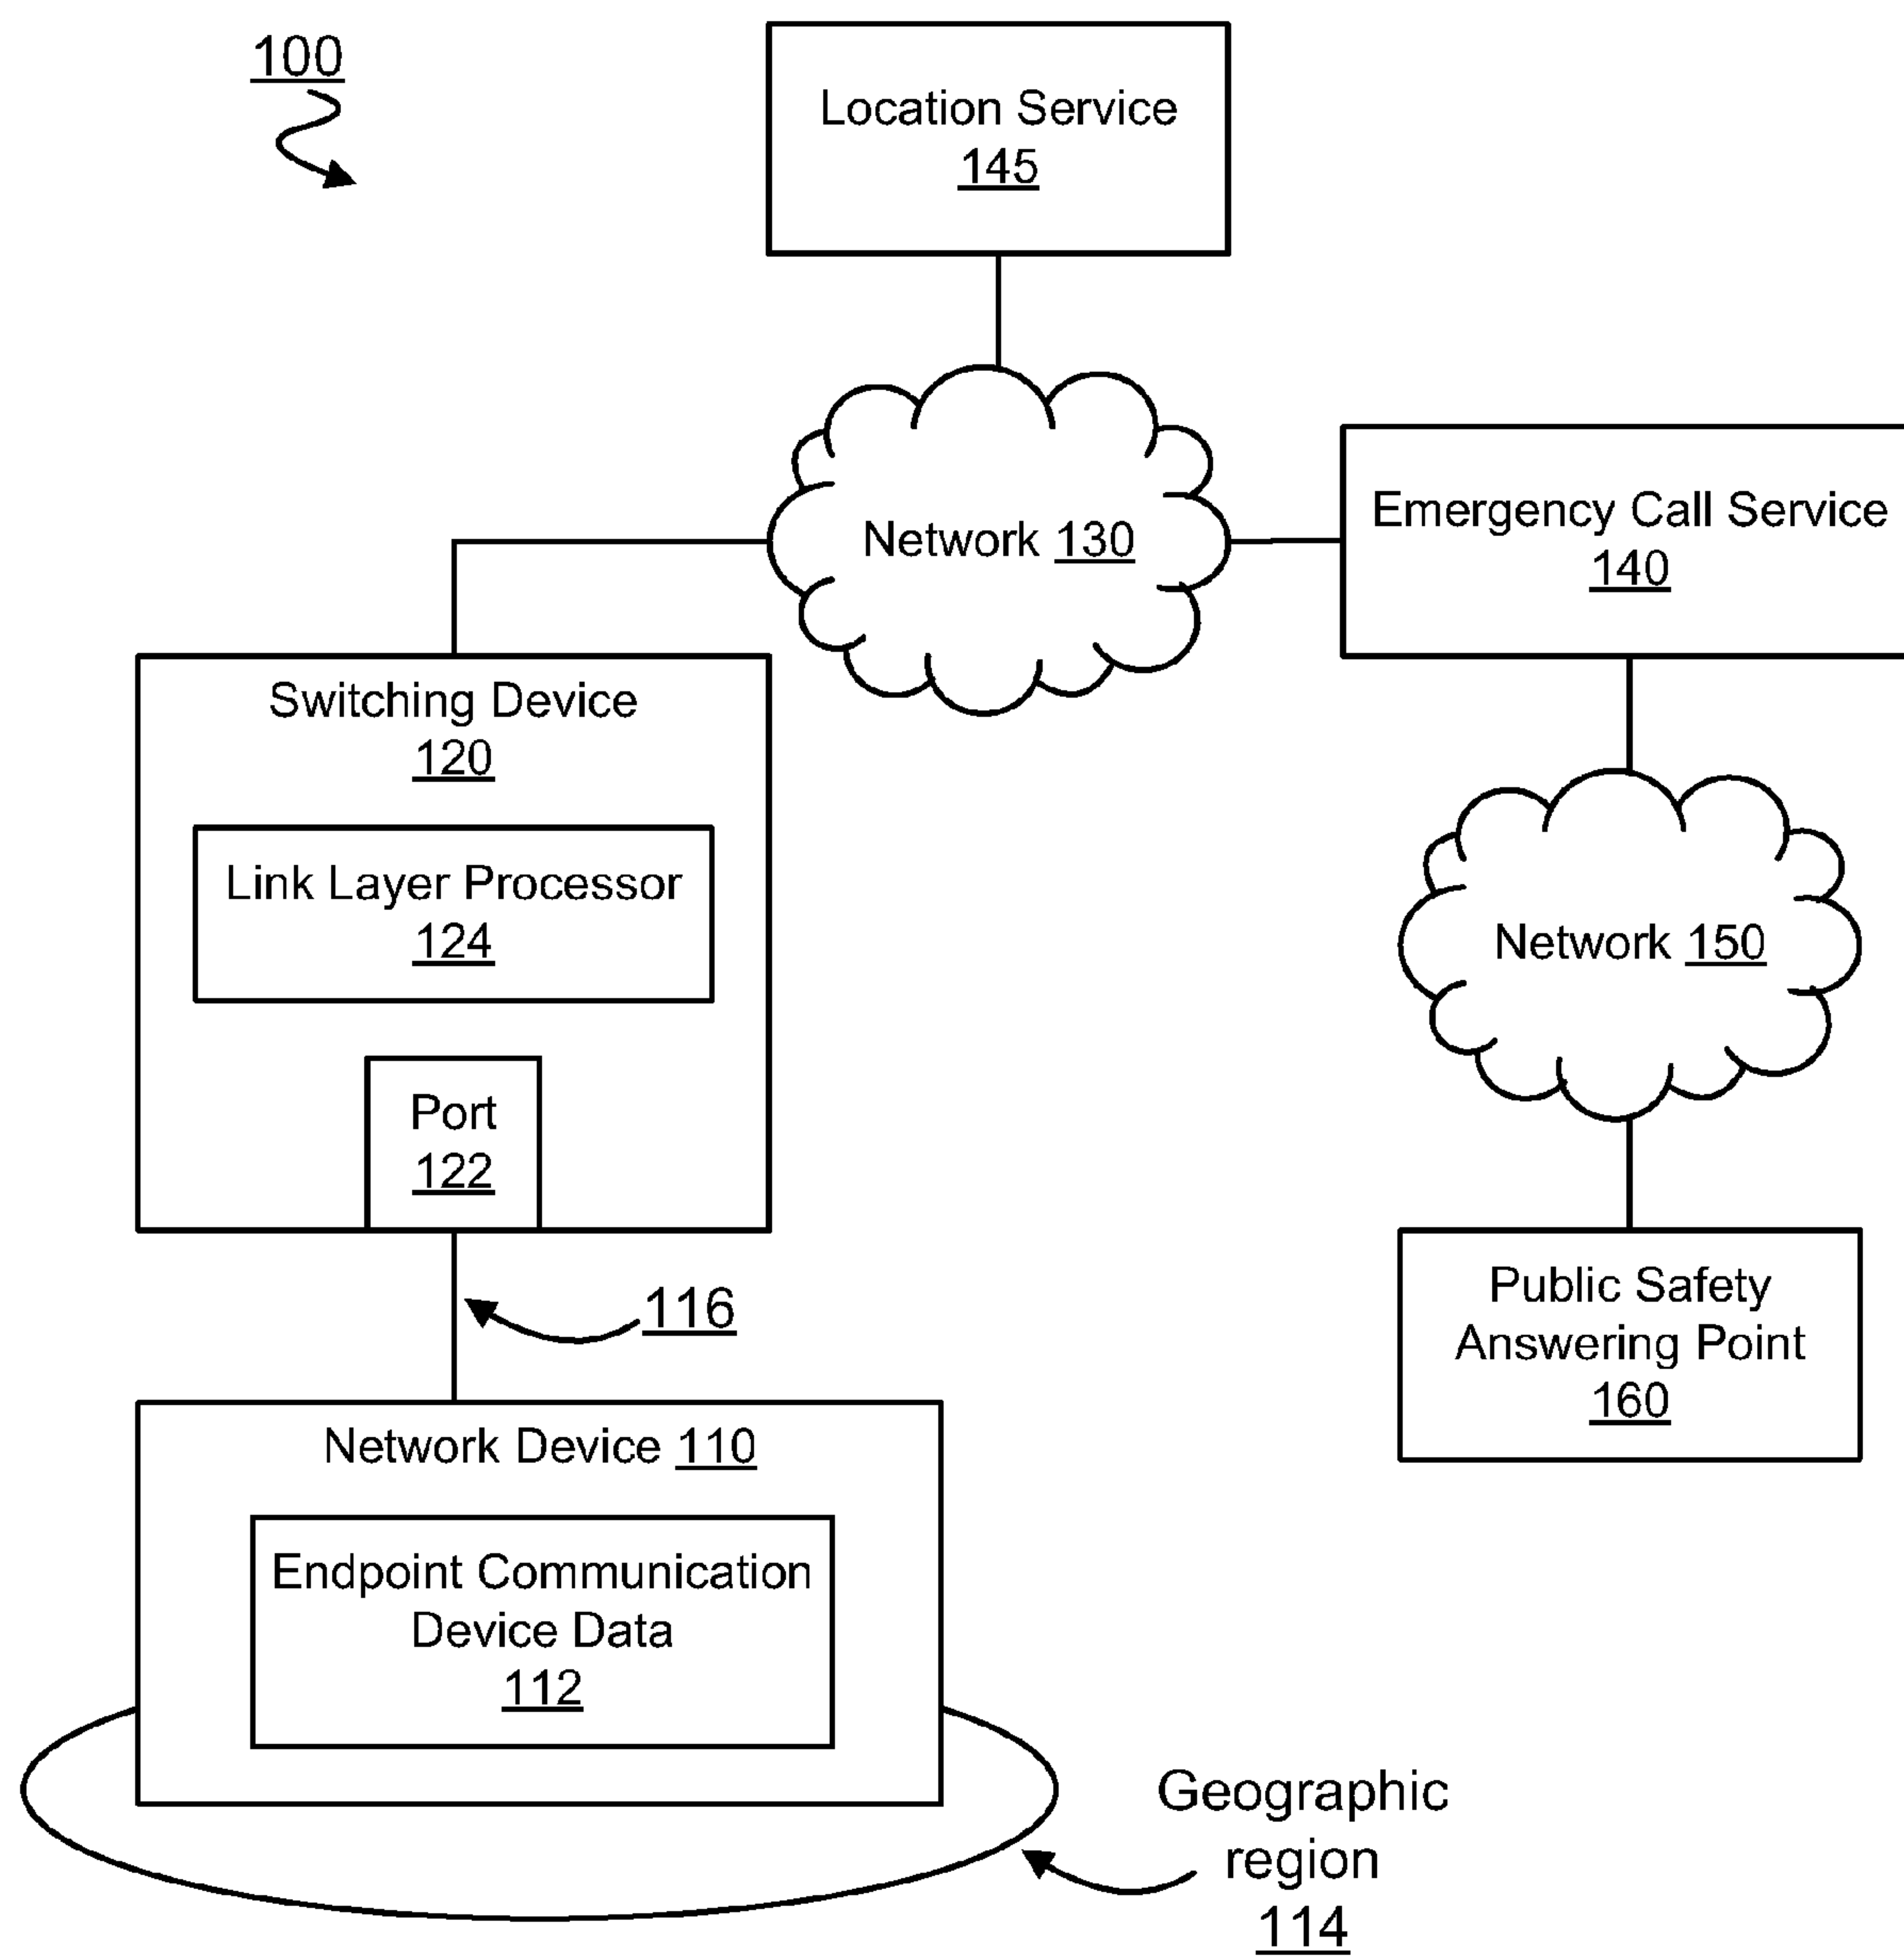 100
Location Service
145
Network 130
Emergency Call Service
140
Switching Device
120
Link Layer Processor
124
Port
122
Network 150
116
Public Safety
Answering Point
160
Network Device 110
Endpoint Communication
Device Data
112
Geographic
region
114